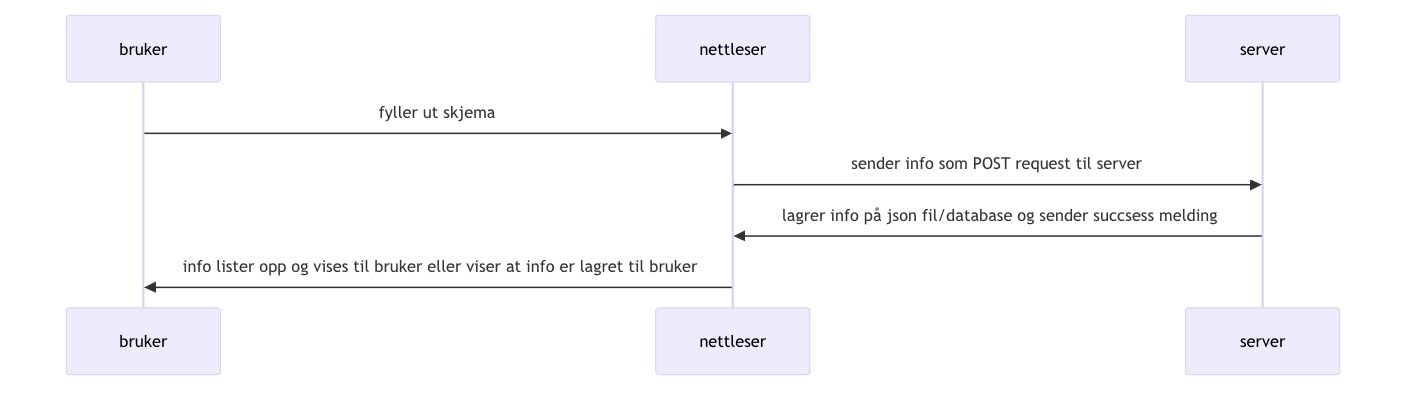 bruker
nettleser
server
fyller ut skjema
sender info som POST request til server
lagrer info på json fil/database og sender succsess melding
info lister opp og vises til bruker eller viser at info er lagret til bruker
bruker
nettleser
server